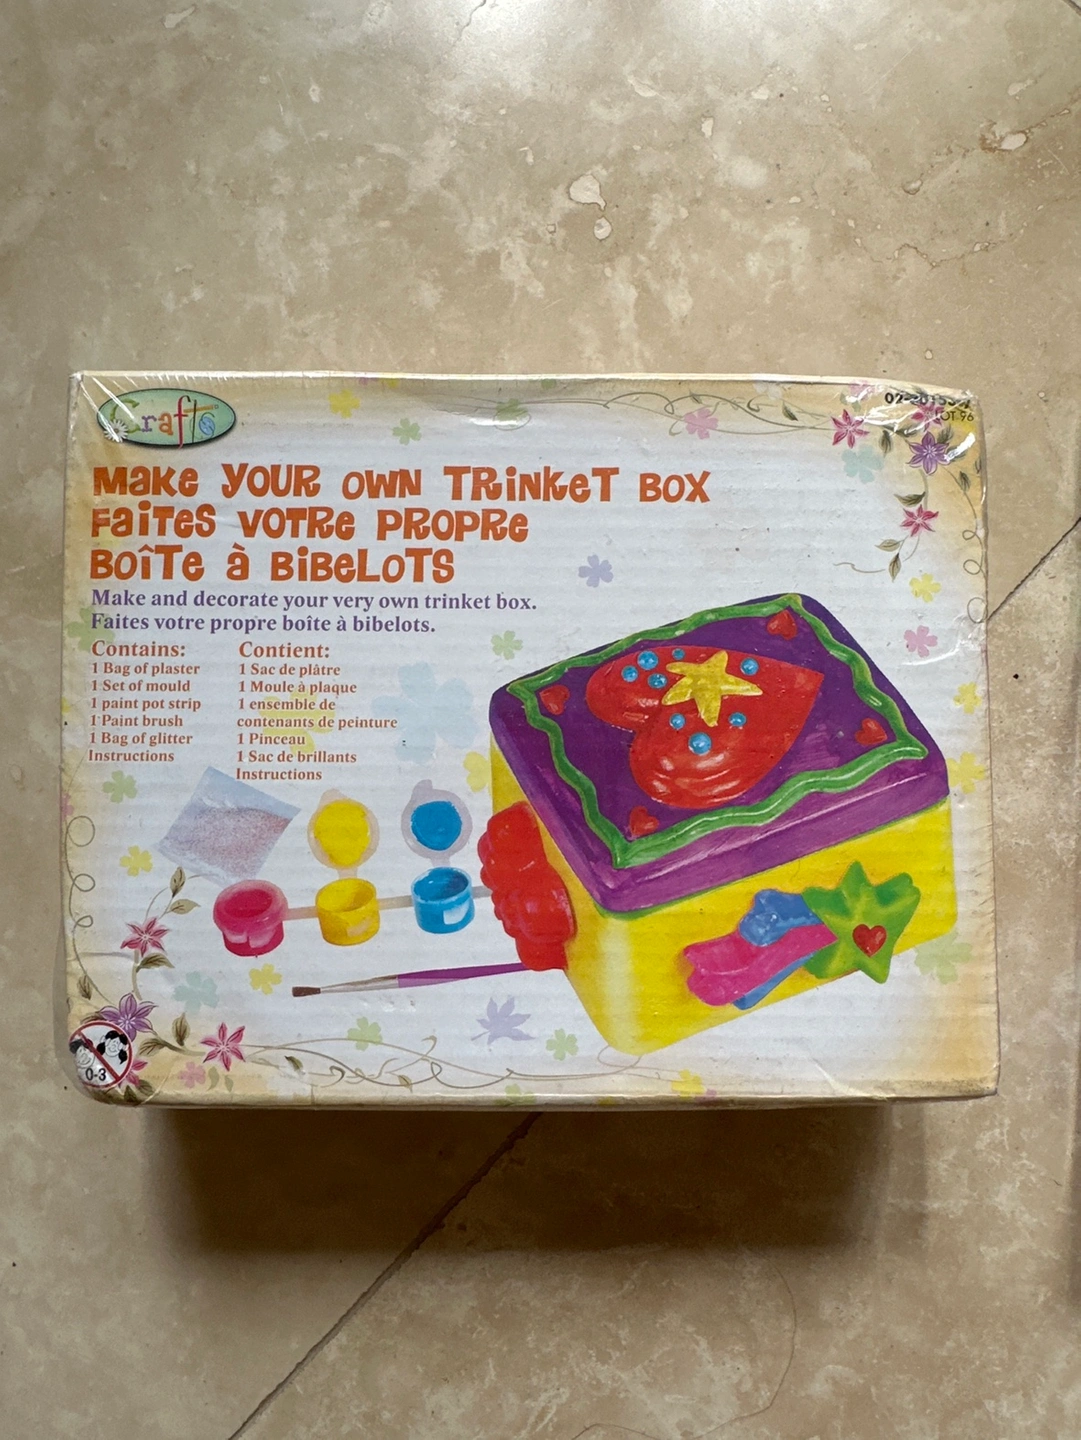 Crafts
LOT 96
Make your own trinket box
Faites votre propre
boîte à bibelots
Make and decorate your very own trinket box.
Faites votre propre boîte à bibelots.
Contains:
1 Bag of plaster
1 Set of mould
1 paint pot strip
1 Paint brush
1 Bag of glitter
Instructions
Contient:
1 Sac de plâtre
1 Moule à plaque
1 ensemble de
contenants de peinture
1 Pinceau
1 Sac de brillants
Instructions
0-3